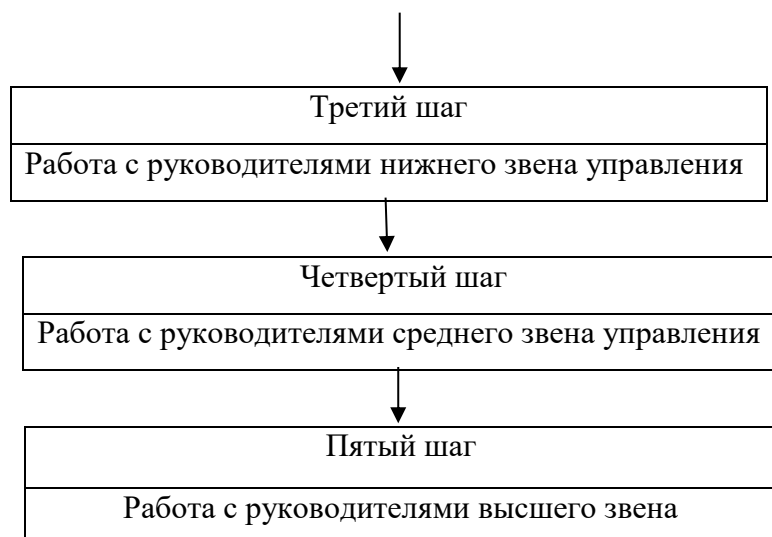 Третий шаг
Работа с руководителями нижнего звена управления
Четвертый шаг
Работа с руководителями среднего звена управления
Пятый шаг
Работа с руководителями высшего звена